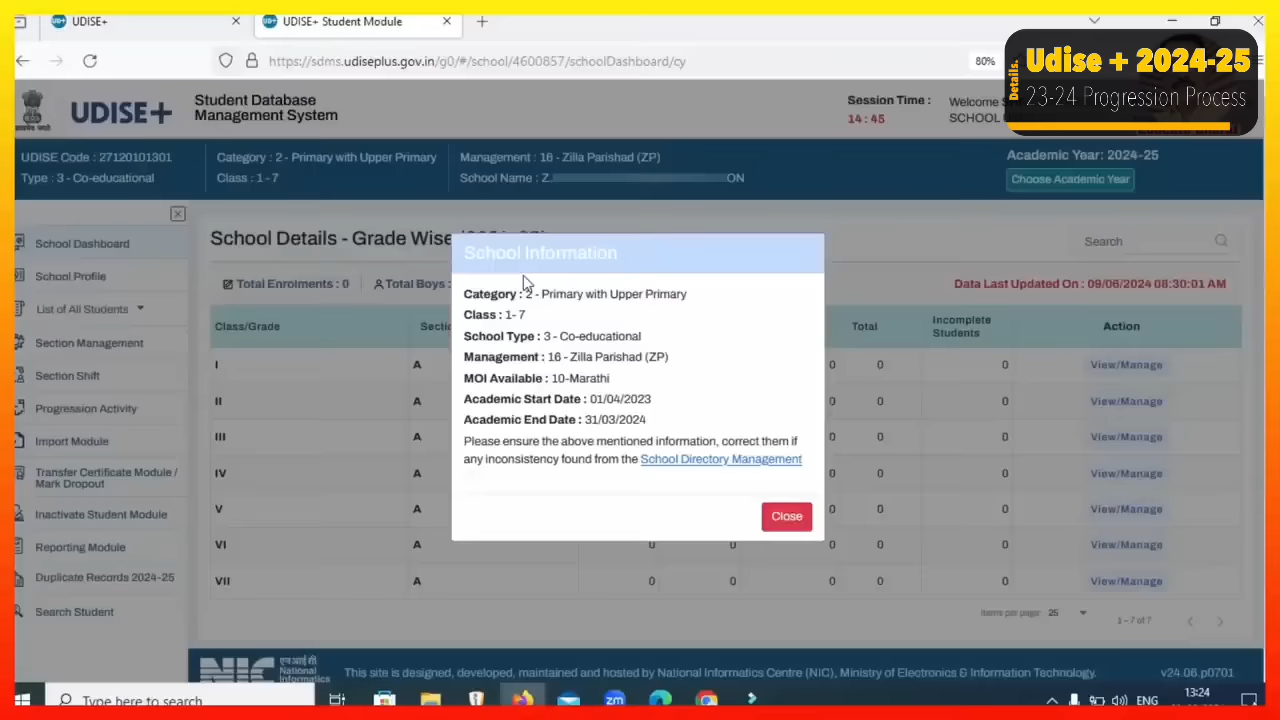 UDISE+
UDISE+ Student Module
https://sdms.udiseplus.gov.in/g0/#/school/4600857/schoolDashboard/cy
80%
Details.
Udise + 2024-25
23-24 Progression Process
UDISE+
Student Database
Management System
Session Time :
14 : 45
Welcome
SCHOOL
UDISE Code : 27120101301
Type : 3 - Co-educational
Category : 2 - Primary with Upper Primary
Class : 1 - 7
Management : 16 - Zilla Parishad (ZP)
School Name : Z. ON
Academic Year: 2024-25
Choose Academic Year
School Dashboard
School Profile
List of All Students
Section Management
Section Shift
Progression Activity
Import Module
Transfer Certificate Module /
Mark Dropout
Inactivate Student Module
Reporting Module
Duplicate Records 2024-25
Search Student
School Details - Grade Wise
Search
Total Enrolments : 0
Total Boys :
Data Last Updated On : 09/06/2024 08:30:01 AM
Class/Grade
Total
Incomplete
Students
Action
I A 0 0 0 View/Manage
II A 0 0 0 View/Manage
III A 0 0 0 View/Manage
IV A 0 0 0 View/Manage
V A 0 0 0 View/Manage
VI A 0 0 0 0 0 View/Manage
VII A 0 0 0 0 0 View/Manage
School Information
Category : 2 - Primary with Upper Primary
Class : 1- 7
School Type : 3 - Co-educational
Management : 16 - Zilla Parishad (ZP)
MOI Available : 10-Marathi
Academic Start Date : 01/04/2023
Academic End Date : 31/03/2024
Please ensure the above mentioned information, correct them if
any inconsistency found from the School Directory Management
Close
Items per page: 25
1 – 7 of 7
NIC
एन आई सी
National
Informatics
This site is designed, developed, maintained and hosted by National Informatics Centre (NIC), Ministry of Electronics & Information Technology.
v24.06.p0701
Type here to search
zm
ENG
13:24